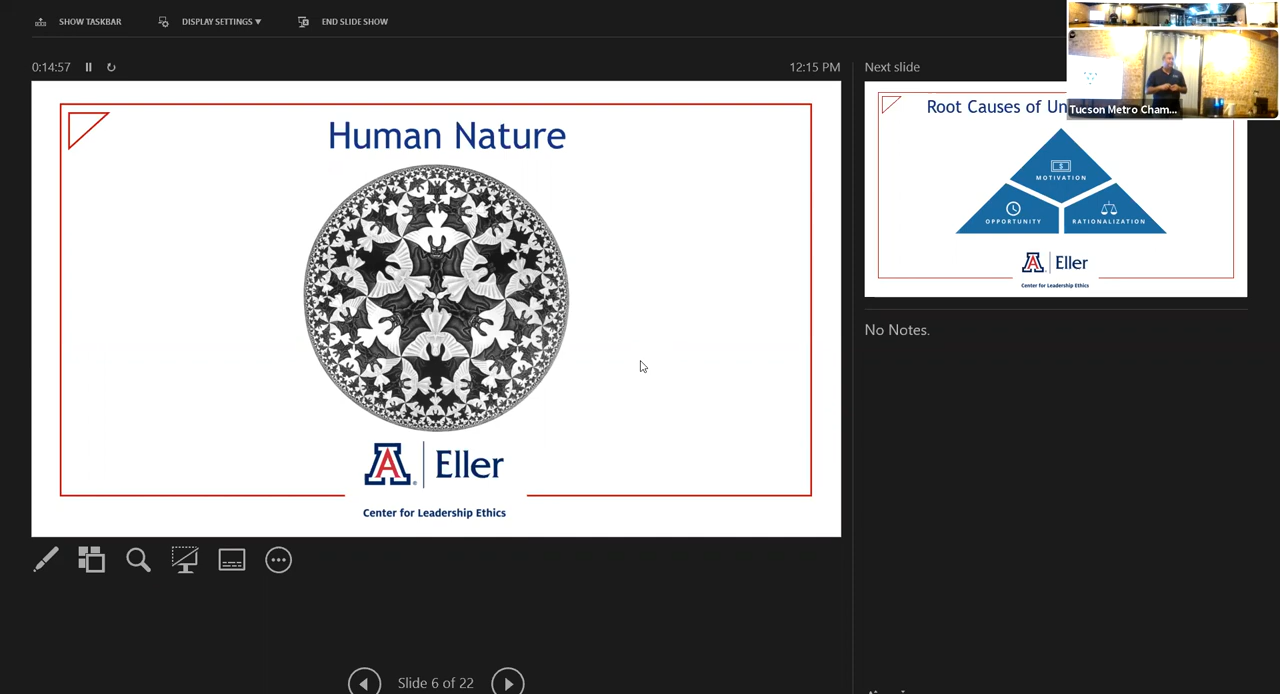 SHOW TASKBAR
DISPLAY SETTINGS ▼
END SLIDE SHOW
0:14:57
12:15 PM
Human Nature
A | Eller
Center for Leadership Ethics
Slide 6 of 22
Next slide
Root Causes of Un
$
MOTIVATION
OPPORTUNITY
RATIONALIZATION
A | Eller
Center for Leadership Ethics
No Notes.
Tucson Metro Cham...